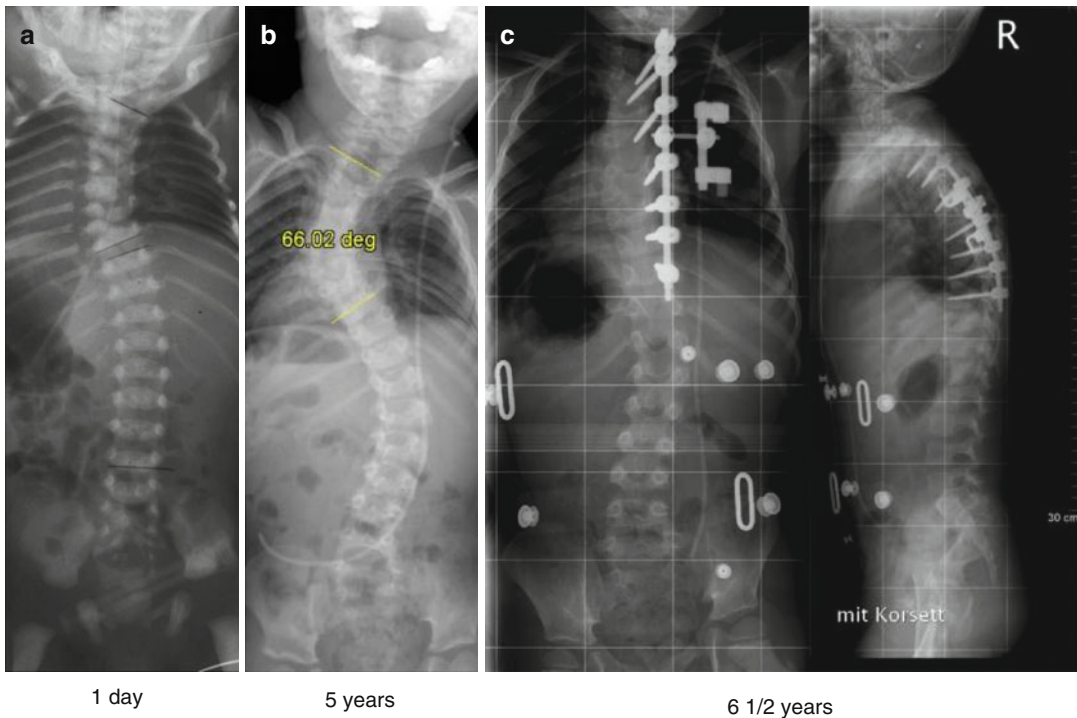 a
b
c
R
66.02 deg
30 cm
mit Korsett
1 day
5 years
6 1/2 years